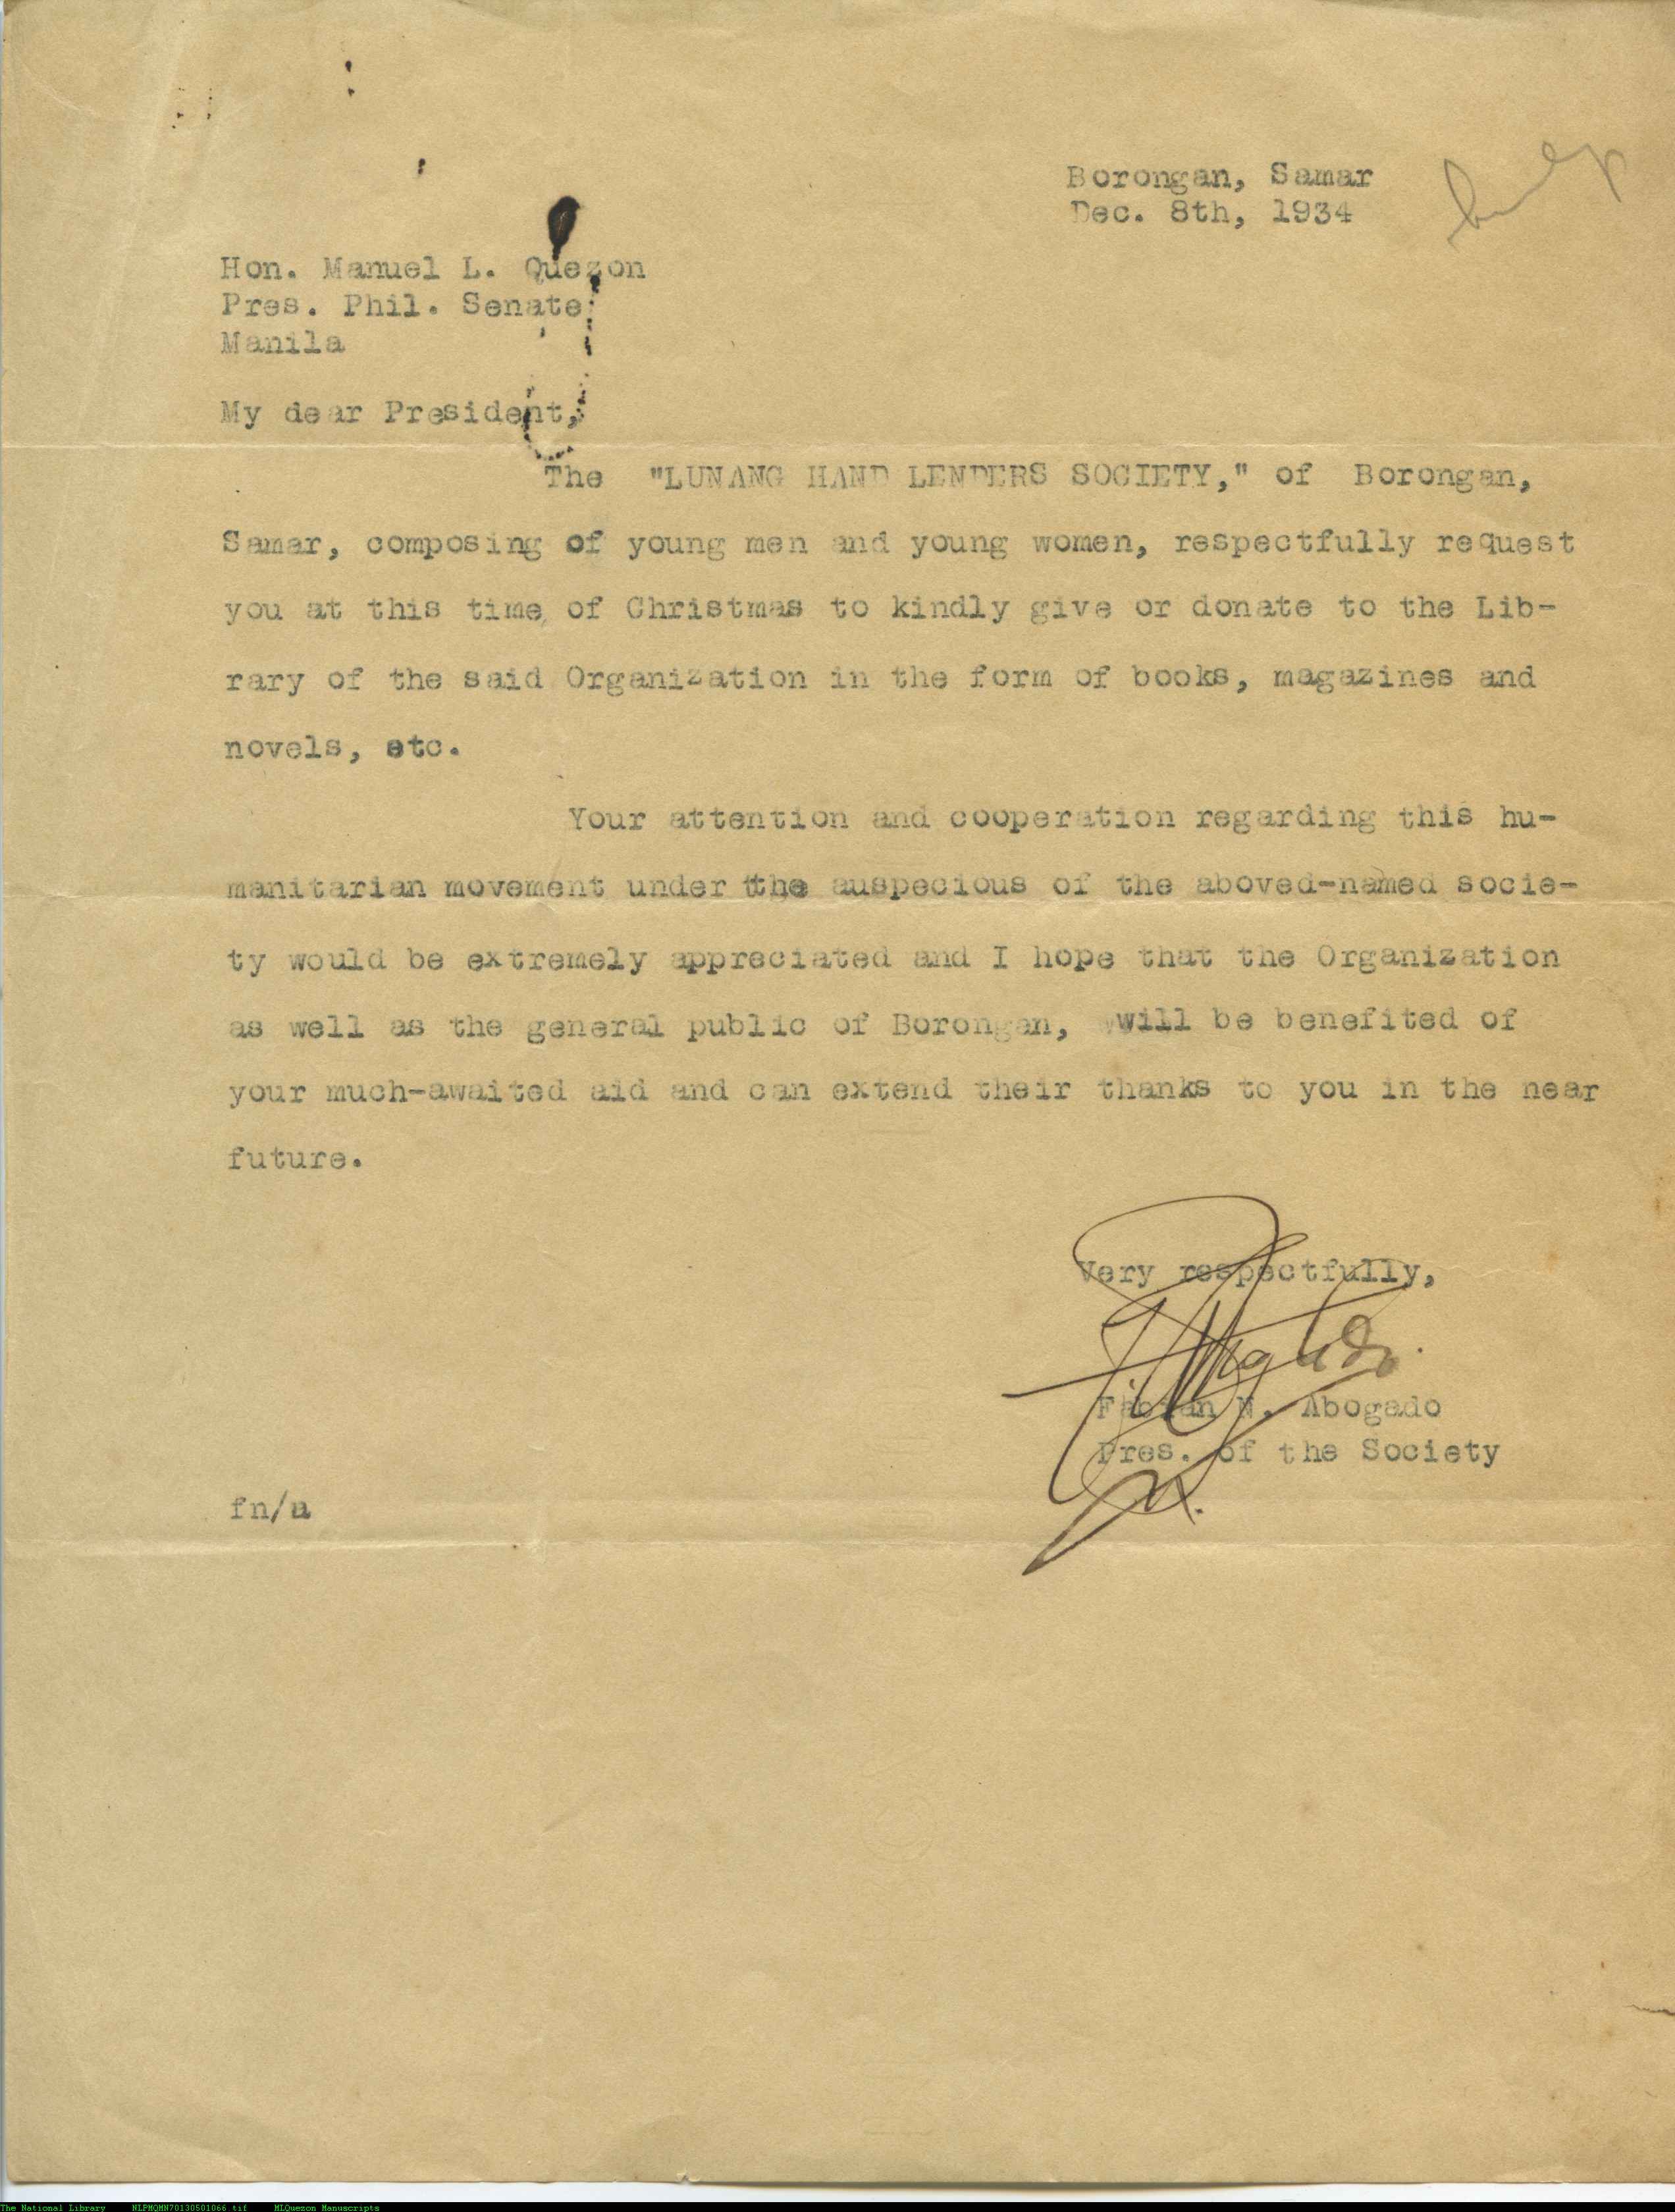 Borongan, Samar
Dec. 8th, 1934
Hon. Manuel L. Quezon
Pres. Phil. Senate
Manila
My dear President,
The "LUNANG HAND LENDERS SOCIETY," of Borongan,
Samar, composing of young men and young women, respectfully request
you at this time, of Christmas to kindly give or donate to the Lib-
rary of the said Organization in the form of books, magazines and
novels, etc.
Your attention and cooperation regarding this hu-
manitarian movement under the auspecious of the aboved-named socie-
ty would be extremely appreciated and I hope that the Organization
as well as the general public of Borongan, will be benefited of
your much-awaited aid and can extend their thanks to you in the near
future.
Very respectfully,
N. Abogado
Pres. of the Society
fn/a
The National Library NLPMQMN70130501066.tif MLQuezon Manuscripts